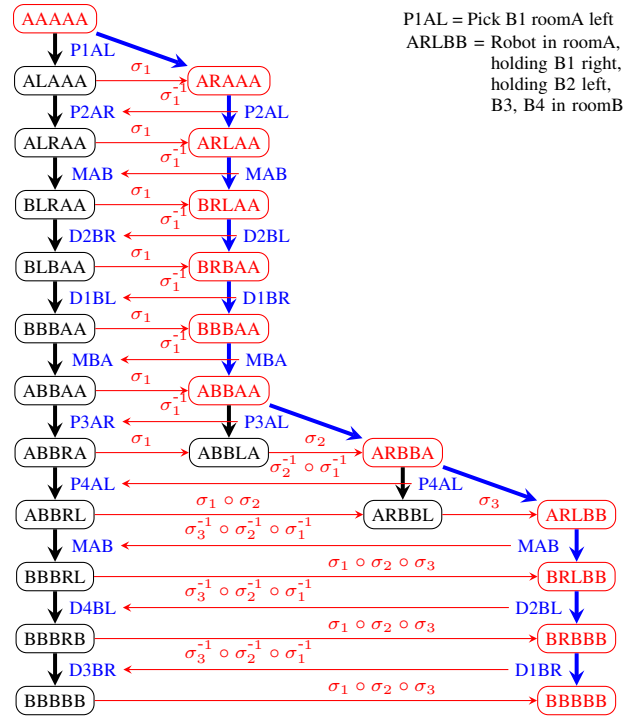 AAAAA
P1AL = Pick B1 roomA left
ARLBB = Robot in roomA,
holding B1 right,
holding B2 left,
B3, B4 in roomB
P1AL
ALAAA σ₁ ARAAA
P2AR σ₁⁻¹ P2AL
ALRAA σ₁ ARLAA
MAB σ₁⁻¹ MAB
BLRAA σ₁ BRLAA
D2BR σ₁⁻¹ D2BL
BLBAA σ₁ BRBAA
D1BL σ₁⁻¹ D1BR
BBBAA σ₁ BBBAA
MBA σ₁⁻¹ MBA
ABBAA σ₁ ABBAA
P3AR σ₁⁻¹ P3AL
ABBRA σ₁ ABBLA σ₂ ARBBA
P4AL σ₂⁻¹ ∘ σ₁⁻¹ P4AL
ABBRL σ₁ ∘ σ₂ ARBBL σ₃ ARLBB
MAB σ₃⁻¹ ∘ σ₂⁻¹ ∘ σ₁⁻¹ MAB
BBBRL σ₁ ∘ σ₂ ∘ σ₃ BRLBB
D4BL σ₃⁻¹ ∘ σ₂⁻¹ ∘ σ₁⁻¹ D2BL
BBBRB σ₁ ∘ σ₂ ∘ σ₃ BRBBB
D3BR σ₃⁻¹ ∘ σ₂⁻¹ ∘ σ₁⁻¹ D1BR
BBBBB σ₁ ∘ σ₂ ∘ σ₃ BBBBB